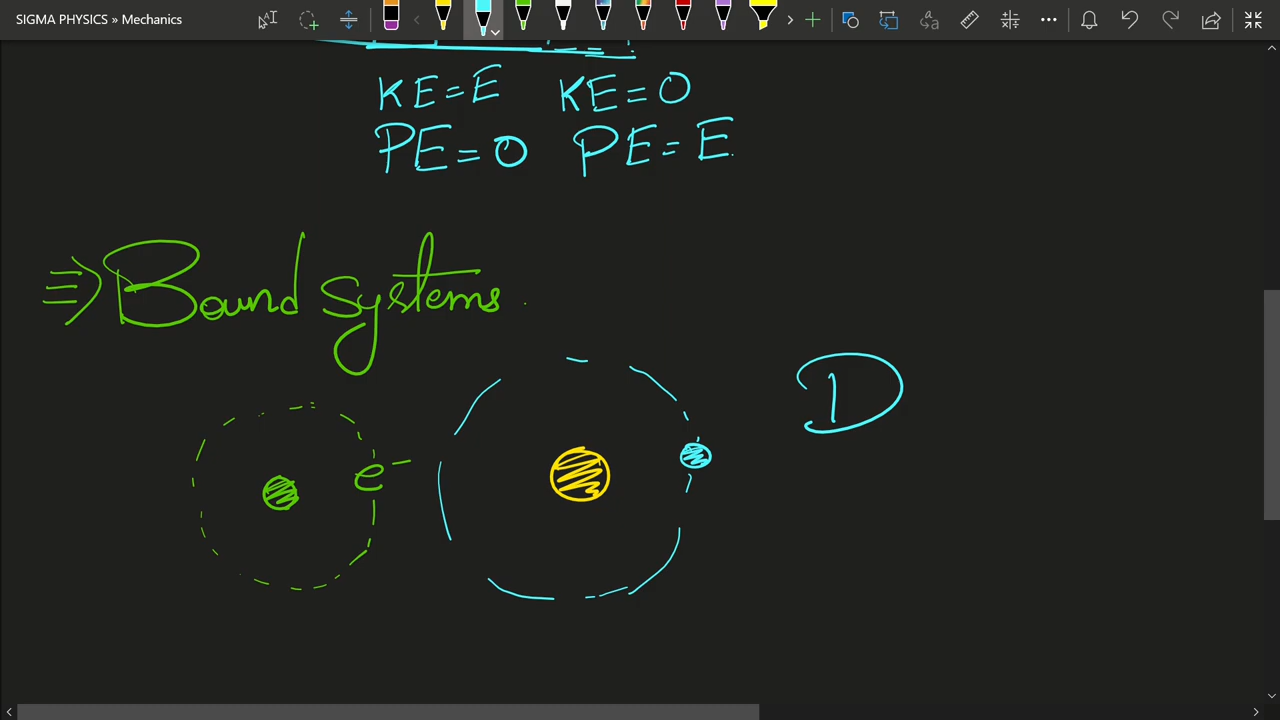 SIGMA PHYSICS » Mechanics
KE=E KE=0
PE=0 PE=E
⇒ Bound systems.
D
e⁻